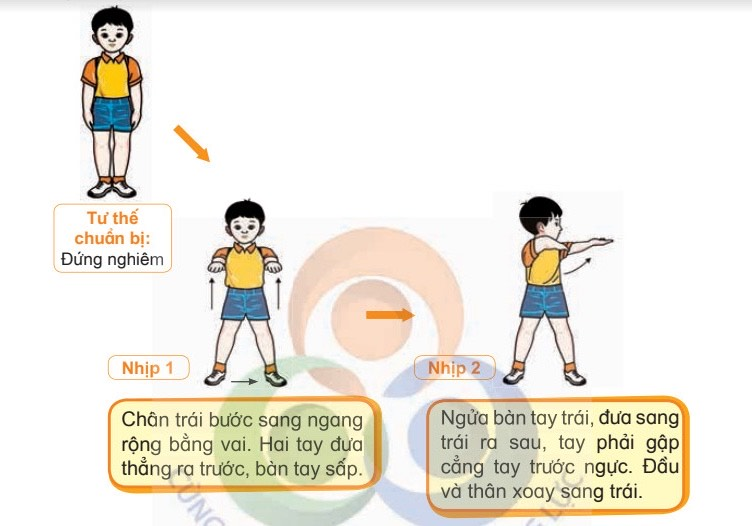 Tư thế
chuẩn bị:
Đứng nghiêm
Nhịp 1
Nhịp 2
Chân trái bước sang ngang
rộng bằng vai. Hai tay đưa
thẳng ra trước, bàn tay sấp.
Ngửa bàn tay trái, đưa sang
trái ra sau, tay phải gập
cẳng tay trước ngực. Đầu
và thân xoay sang trái.
CÙNG
LỰC